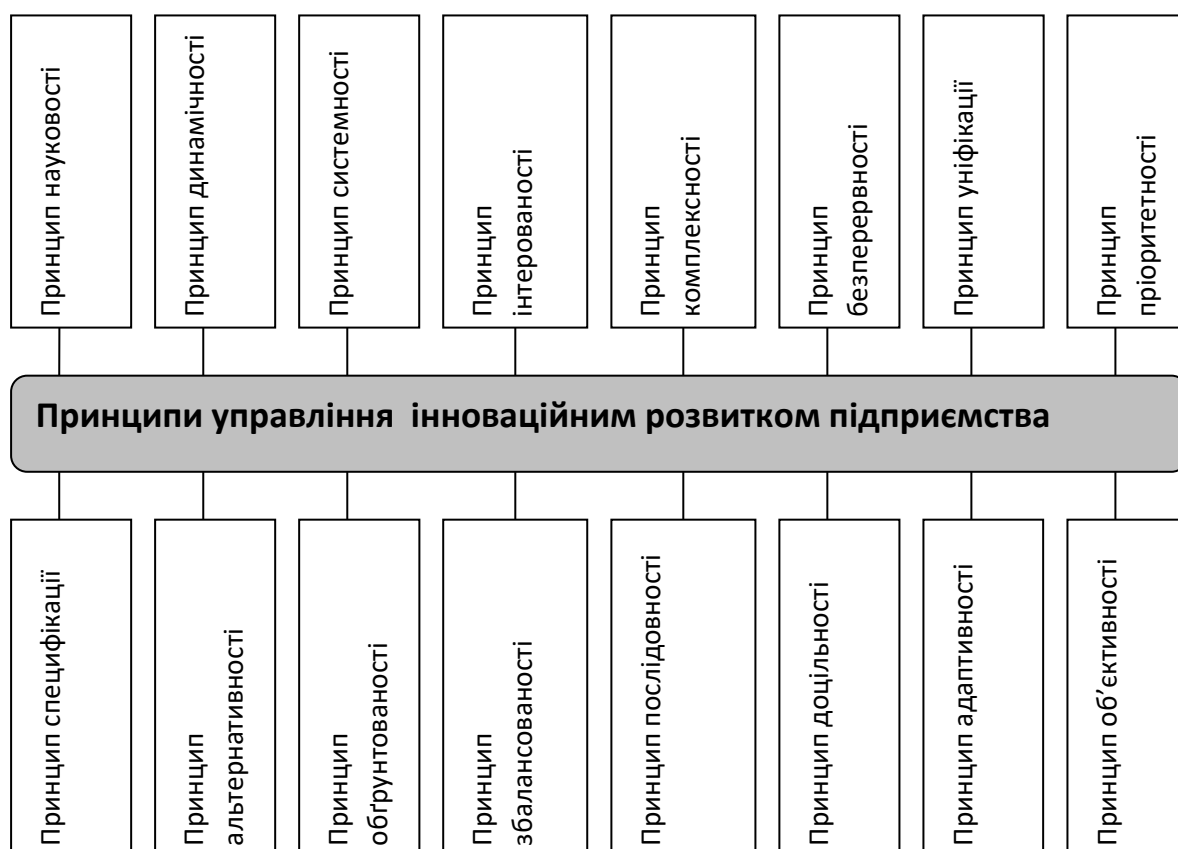 Принцип науковості
Принцип динамічності
Принцип системності
Принцип
інтерованості
Принцип
комплексності
Принцип
безперервності
Принцип уніфікації
Принцип
пріоритетності
Принципи управління інноваційним розвитком підприємства
Принцип специфікації
Принцип
альтернативності
Принцип
обґрунтованості
Принцип
збалансованості
Принцип послідовності
Принцип доцільності
Принцип адаптивності
Принцип об’єктивності